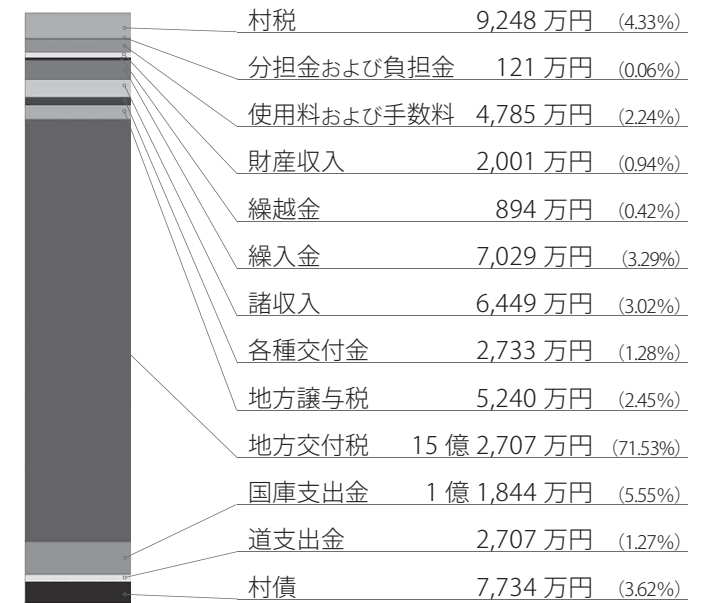 村税 9,248 万円 (4.33%)
分担金および負担金 121 万円 (0.06%)
使用料および手数料 4,785 万円 (2.24%)
財産収入 2,001 万円 (0.94%)
繰越金 894 万円 (0.42%)
繰入金 7,029 万円 (3.29%)
諸収入 6,449 万円 (3.02%)
各種交付金 2,733 万円 (1.28%)
地方譲与税 5,240 万円 (2.45%)
地方交付税 15 億 2,707 万円 (71.53%)
国庫支出金 1 億 1,844 万円 (5.55%)
道支出金 2,707 万円 (1.27%)
村債 7,734 万円 (3.62%)